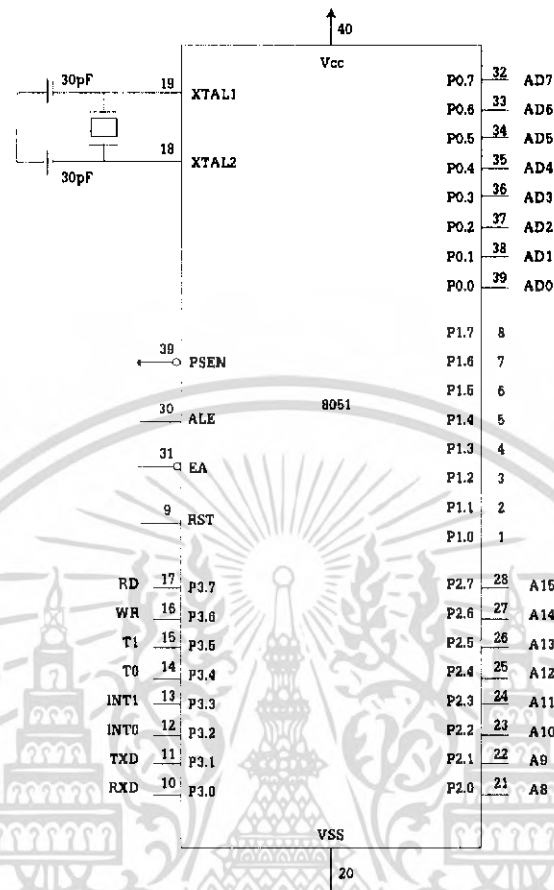 40
Vcc
30pF 19 XTAL1
18 XTAL2
30pF
P0.7 32 AD7
P0.6 33 AD6
P0.5 34 AD5
P0.4 35 AD4
P0.3 36 AD3
P0.2 37 AD2
P0.1 38 AD1
P0.0 39 AD0
39 PSEN
30 ALE
31 EA
9 RST
8051
P1.7 8
P1.6 7
P1.5 6
P1.4 5
P1.3 4
P1.2 3
P1.1 2
P1.0 1
RD 17 P3.7
WR 16 P3.6
T1 15 P3.5
T0 14 P3.4
INT1 13 P3.3
INT0 12 P3.2
TXD 11 P3.1
RXD 10 P3.0
P2.7 28 A15
P2.6 27 A14
P2.5 26 A13
P2.4 25 A12
P2.3 24 A11
P2.2 23 A10
P2.1 22 A9
P2.0 21 A8
VSS
20